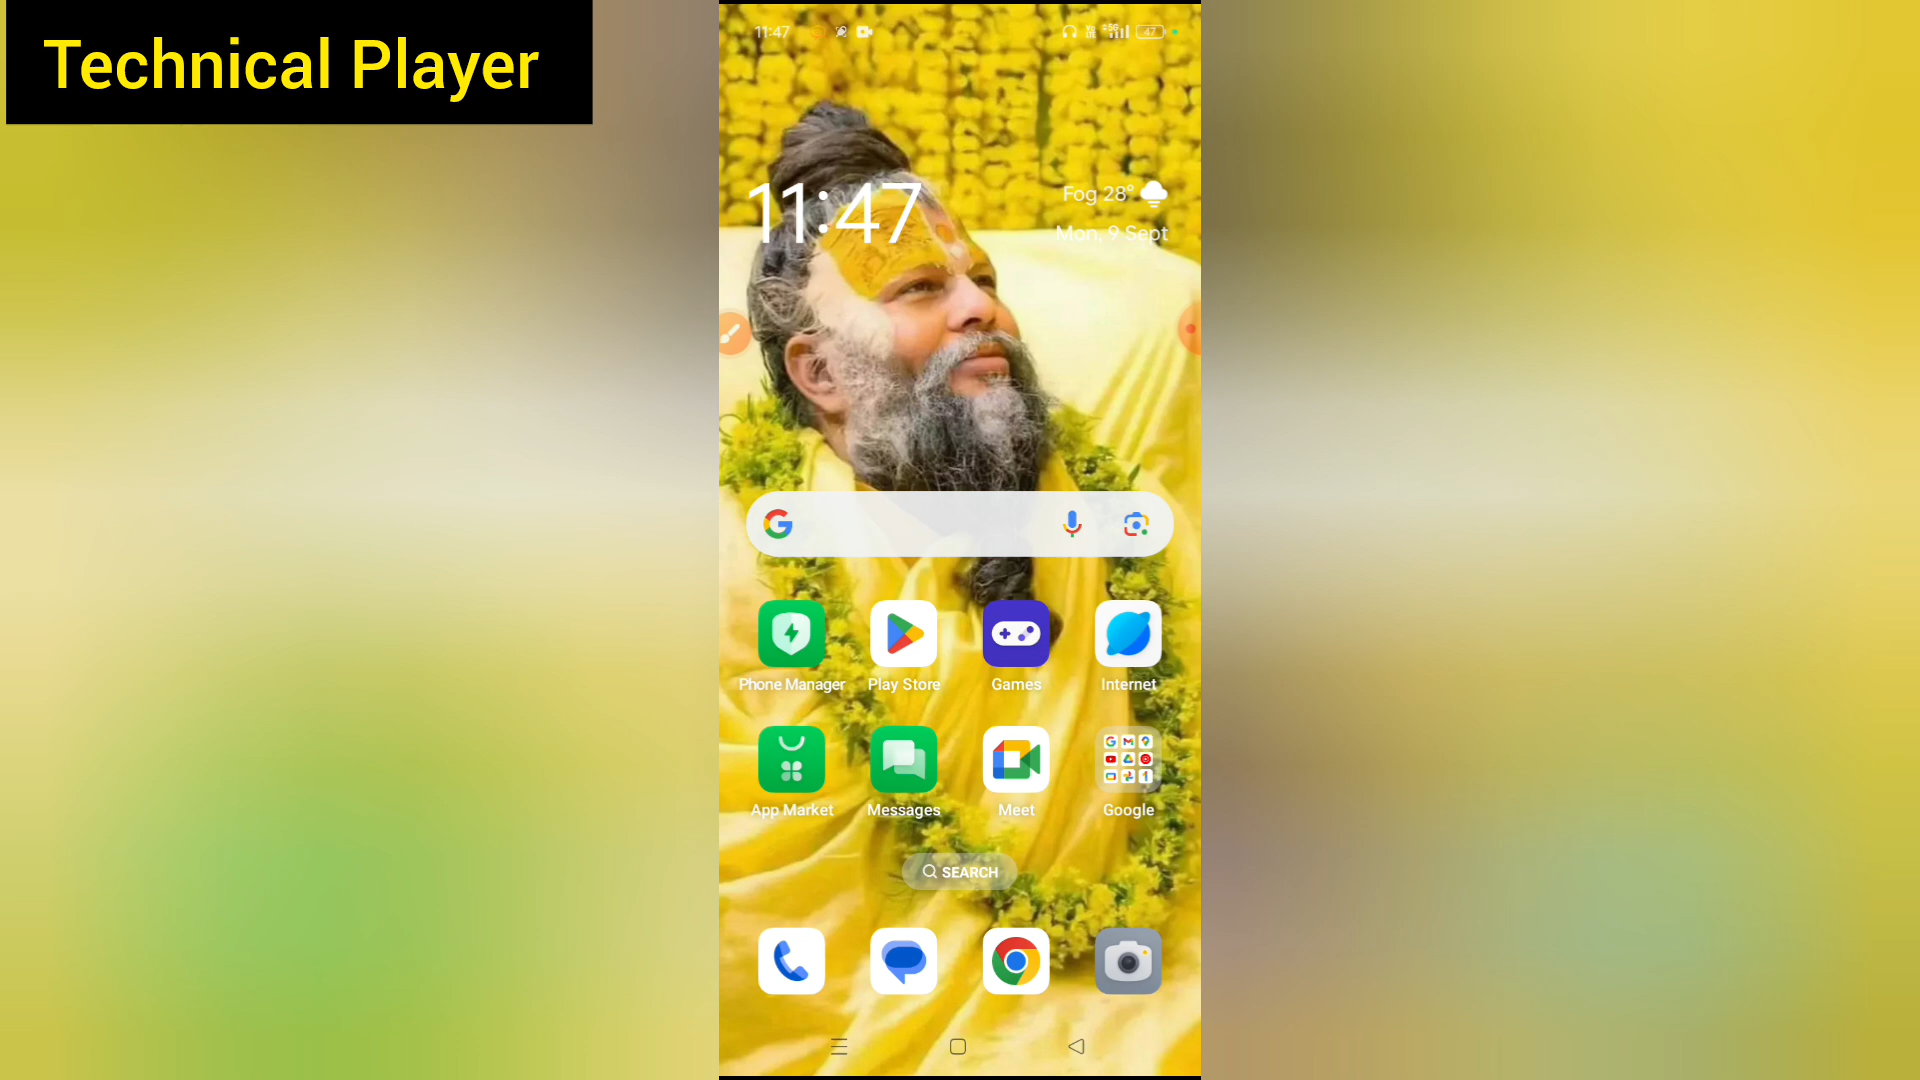 Technical Player
11:47
47
11:47
Fog 28°
Mon, 9 Sept
Phone Manager
Play Store
Games
Internet
App Market
Messages
Meet
Google
SEARCH